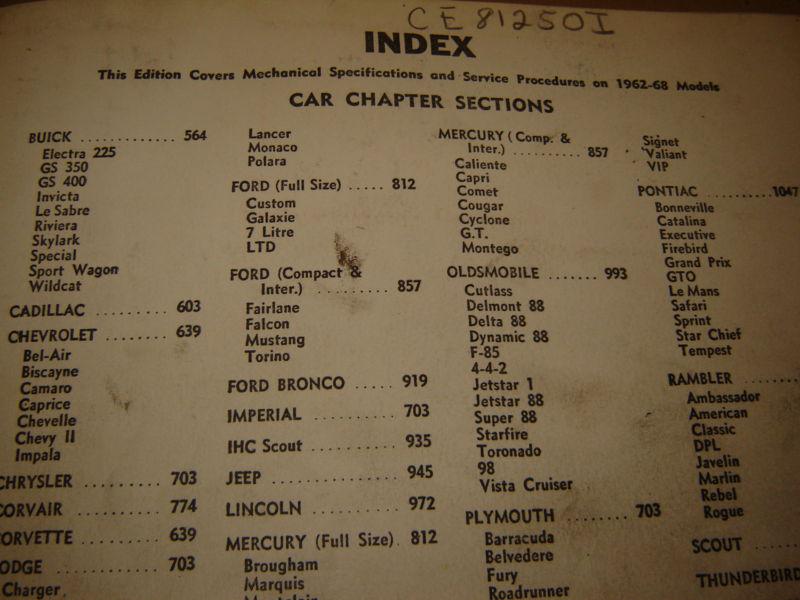 CE81250I
INDEX
This Edition Covers Mechanical Specifications and Service Procedures on 1962-68 Models
CAR CHAPTER SECTIONS
BUICK ............ 564
Electra 225
GS 350
GS 400
Invicta
Le Sabre
Riviera
Skylark
Special
Sport Wagon
Wildcat
CADILLAC ......... 603
CHEVROLET ........ 639
Bel-Air
Biscayne
Camaro
Caprice
Chevelle
Chevy II
Impala
CHRYSLER ......... 703
CORVAIR .......... 774
CORVETTE ......... 639
DODGE ............ 703
Charger
Lancer
Monaco
Polara
FORD (Full Size) ..... 812
Custom
Galaxie
7 Litre
LTD
FORD (Compact &
Inter.) ......... 857
Fairlane
Falcon
Mustang
Torino
FORD BRONCO ..... 919
IMPERIAL .......... 703
IHC Scout .......... 935
JEEP ............... 945
LINCOLN ........... 972
MERCURY (Full Size). 812
Brougham
Marquis
MERCURY (Comp. &
Inter.) .......... 857
Caliente
Capri
Comet
Cougar
Cyclone
G.T.
Montego
OLDSMOBILE ....... 993
Cutlass
Delmont 88
Delta 88
Dynamic 88
F-85
4-4-2
Jetstar 1
Jetstar 88
Super 88
Starfire
Toronado
98
Vista Cruiser
PLYMOUTH ........ 703
Barracuda
Belvedere
Fury
Roadrunner
Signet
Valiant
VIP
PONTIAC .......... 1047
Bonneville
Catalina
Executive
Firebird
Grand Prix
GTO
Le Mans
Safari
Sprint
Star Chief
Tempest
RAMBLER ........
Ambassador
American
Classic
DPL
Javelin
Marlin
Rebel
Rogue
SCOUT .....
THUNDERBIRD